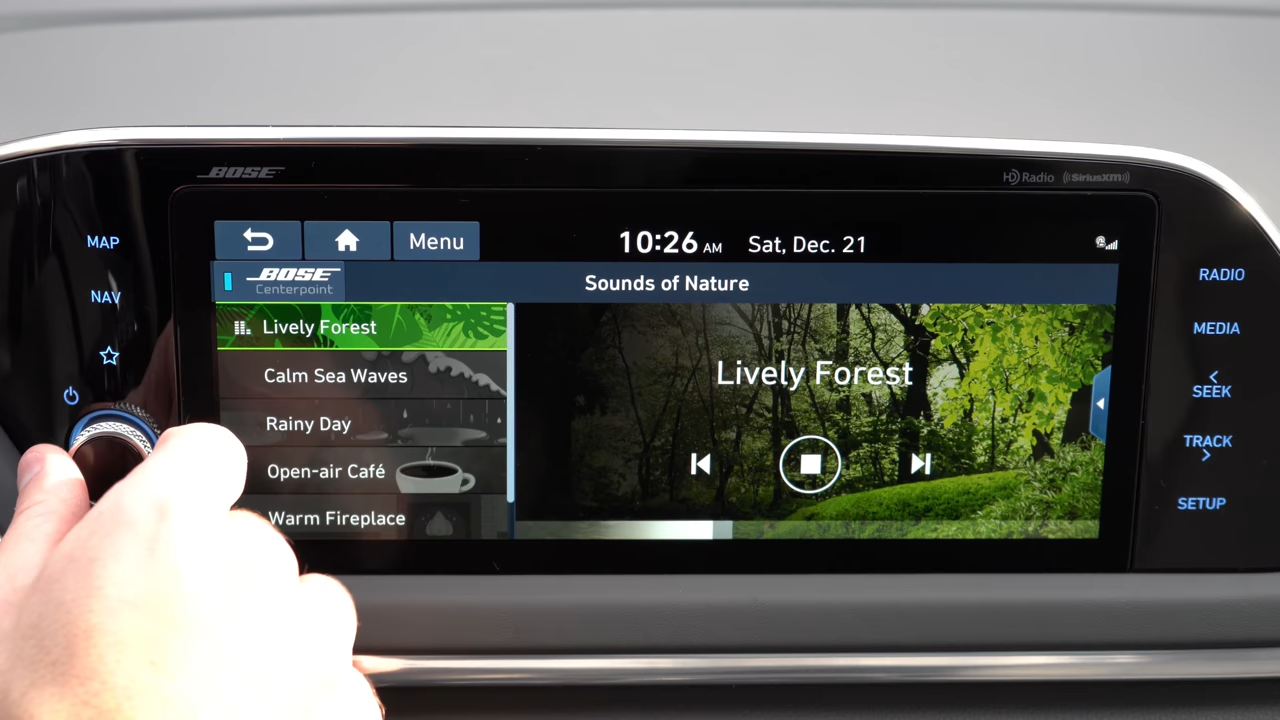 BOSE
HD Radio
SiriusXM
MAP
NAV
Menu
10:26 AM
Sat, Dec. 21
BOSE
Centerpoint
Sounds of Nature
Lively Forest
Calm Sea Waves
Rainy Day
Open-air Café
Warm Fireplace
Lively Forest
RADIO
MEDIA
SEEK
TRACK
SETUP